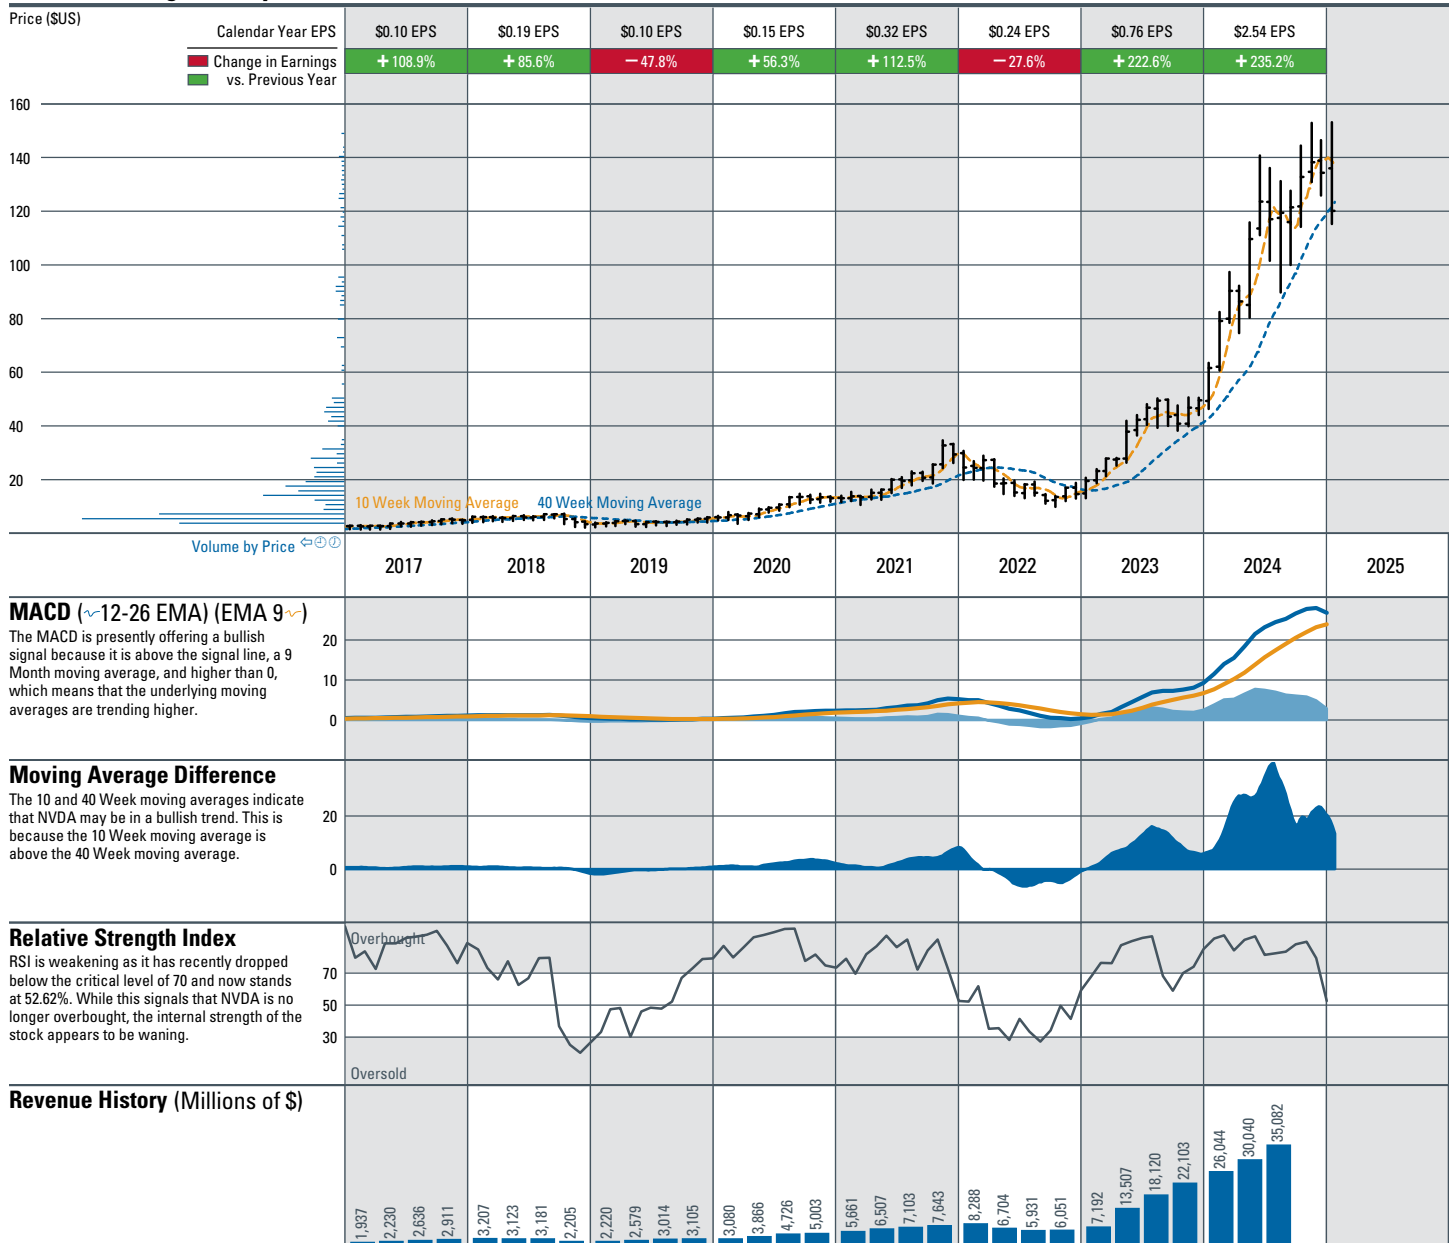 Price ($US)
Calendar Year EPS $0.10 EPS $0.19 EPS $0.10 EPS $0.15 EPS $0.32 EPS $0.24 EPS $0.76 EPS $2.54 EPS
Change in Earnings
vs. Previous Year
+108.9% +85.6% −47.8% +56.3% +112.5% −27.6% +222.6% +235.2%
160
140
120
100
80
60
40
20
10 Week Moving Average 40 Week Moving Average
Volume by Price
2017 2018 2019 2020 2021 2022 2023 2024 2025
MACD (12-26 EMA) (EMA 9)
The MACD is presently offering a bullish
signal because it is above the signal line, a 9
Month moving average, and higher than 0,
which means that the underlying moving
averages are trending higher.
20
10
0
Moving Average Difference
The 10 and 40 Week moving averages indicate
that NVDA may be in a bullish trend. This is
because the 10 Week moving average is
above the 40 Week moving average.
20
0
Relative Strength Index
RSI is weakening as it has recently dropped
below the critical level of 70 and now stands
at 52.62%. While this signals that NVDA is no
longer overbought, the internal strength of the
stock appears to be waning.
Overbought
70
50
30
Oversold
Revenue History (Millions of $)
1,937 2,230 2,636 2,911 3,207 3,123 3,181 2,205 2,220 2,579 3,014 3,105 3,080 3,866 4,726 5,003 5,661 6,507 7,103 7,643 8,288 6,704 5,931 6,051 7,192 13,507 18,120 22,103 26,044 30,040 35,082